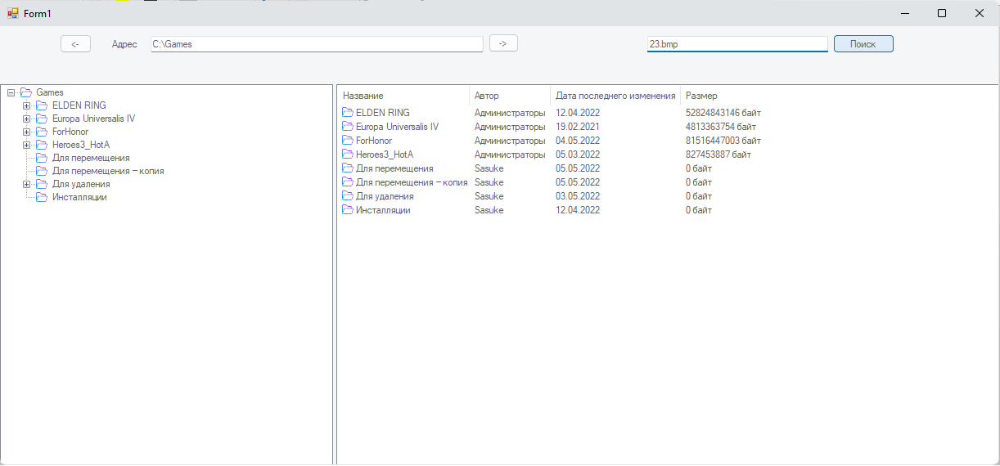 Form1
<- Адрес C:\Games -> 23.bmp Поиск
Games
ELDEN RING
Europa Universalis IV
ForHonor
Heroes3_HotA
Для перемещения
Для перемещения – копия
Для удаления
Инсталляции
Название Автор Дата последнего изменения Размер
ELDEN RING Администраторы 12.04.2022 52824843146 байт
Europa Universalis IV Администраторы 19.02.2021 4813363754 байт
ForHonor Администраторы 04.05.2022 81516447003 байт
Heroes3_HotA Администраторы 05.03.2022 827453887 байт
Для перемещения Sasuke 05.05.2022 0 байт
Для перемещения – копия Sasuke 05.05.2022 0 байт
Для удаления Sasuke 03.05.2022 0 байт
Инсталляции Sasuke 12.04.2022 0 байт